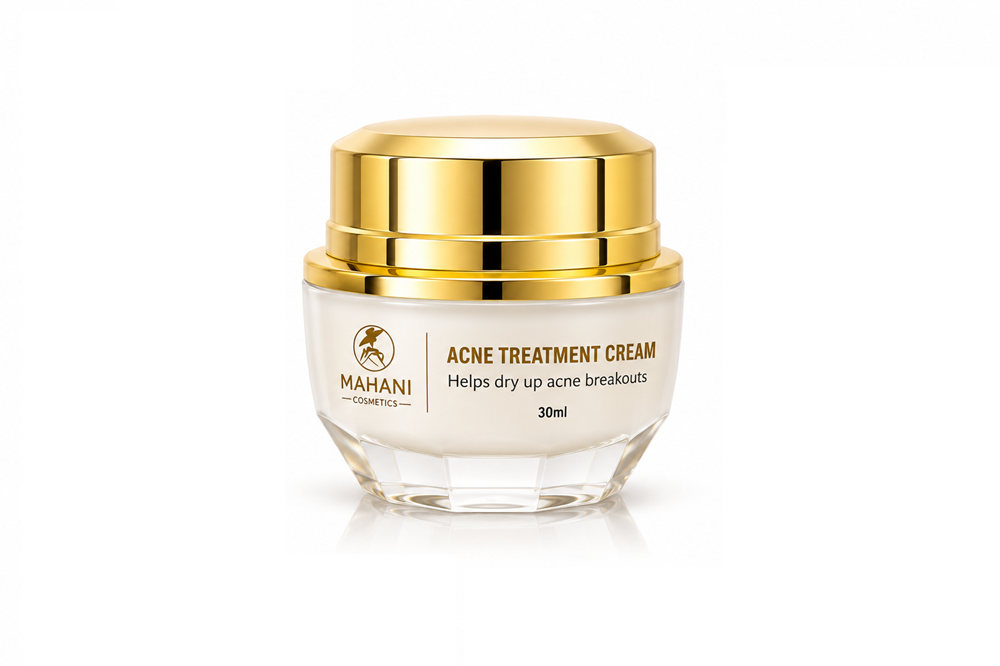 MAHANI
COSMETICS
ACNE TREATMENT CREAM
Helps dry up acne breakouts
30ml